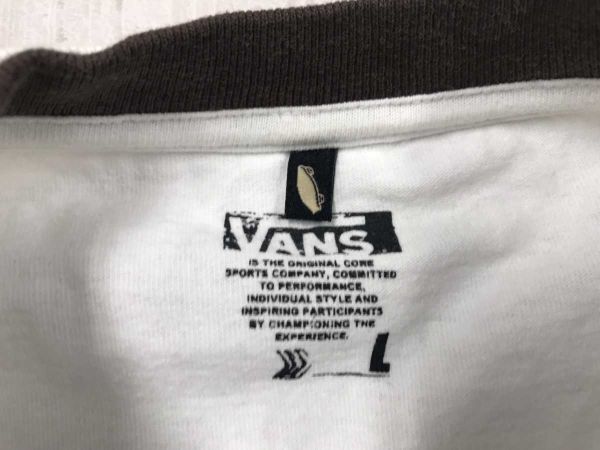 VANS
IS THE ORIGINAL CORE
SPORTS COMPANY, COMMITTED
TO PERFORMANCE,
INDIVIDUAL STYLE AND
INSPIRING PARTICIPANTS
BY CHAMPIONING THE
EXPERIENCE.
L